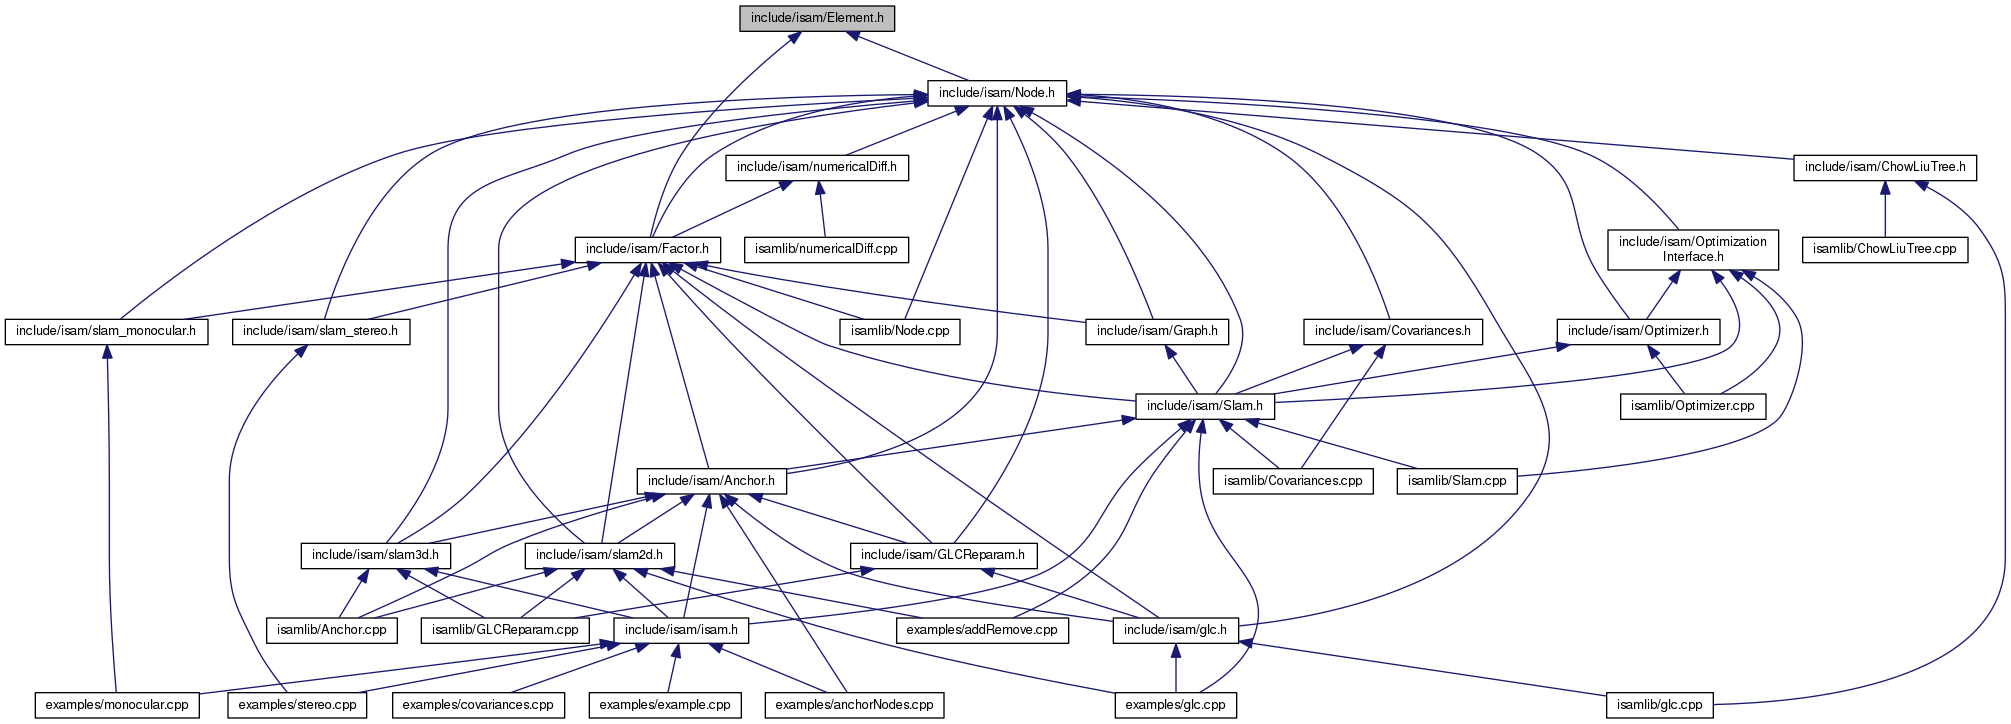 include/isam/Element.h
include/isam/Node.h
include/isam/numericalDiff.h
include/isam/ChowLiuTree.h
include/isam/Factor.h
isamlib/numericalDiff.cpp
include/isam/Optimization
Interface.h
isamlib/ChowLiuTree.cpp
include/isam/slam_monocular.h
include/isam/slam_stereo.h
isamlib/Node.cpp
include/isam/Graph.h
include/isam/Covariances.h
include/isam/Optimizer.h
include/isam/Slam.h
isamlib/Optimizer.cpp
include/isam/Anchor.h
isamlib/Covariances.cpp
isamlib/Slam.cpp
include/isam/slam3d.h
include/isam/slam2d.h
include/isam/GLCReparam.h
isamlib/Anchor.cpp
isamlib/GLCReparam.cpp
include/isam/isam.h
examples/addRemove.cpp
include/isam/glc.h
examples/monocular.cpp
examples/stereo.cpp
examples/covariances.cpp
examples/example.cpp
examples/anchorNodes.cpp
examples/glc.cpp
isamlib/glc.cpp